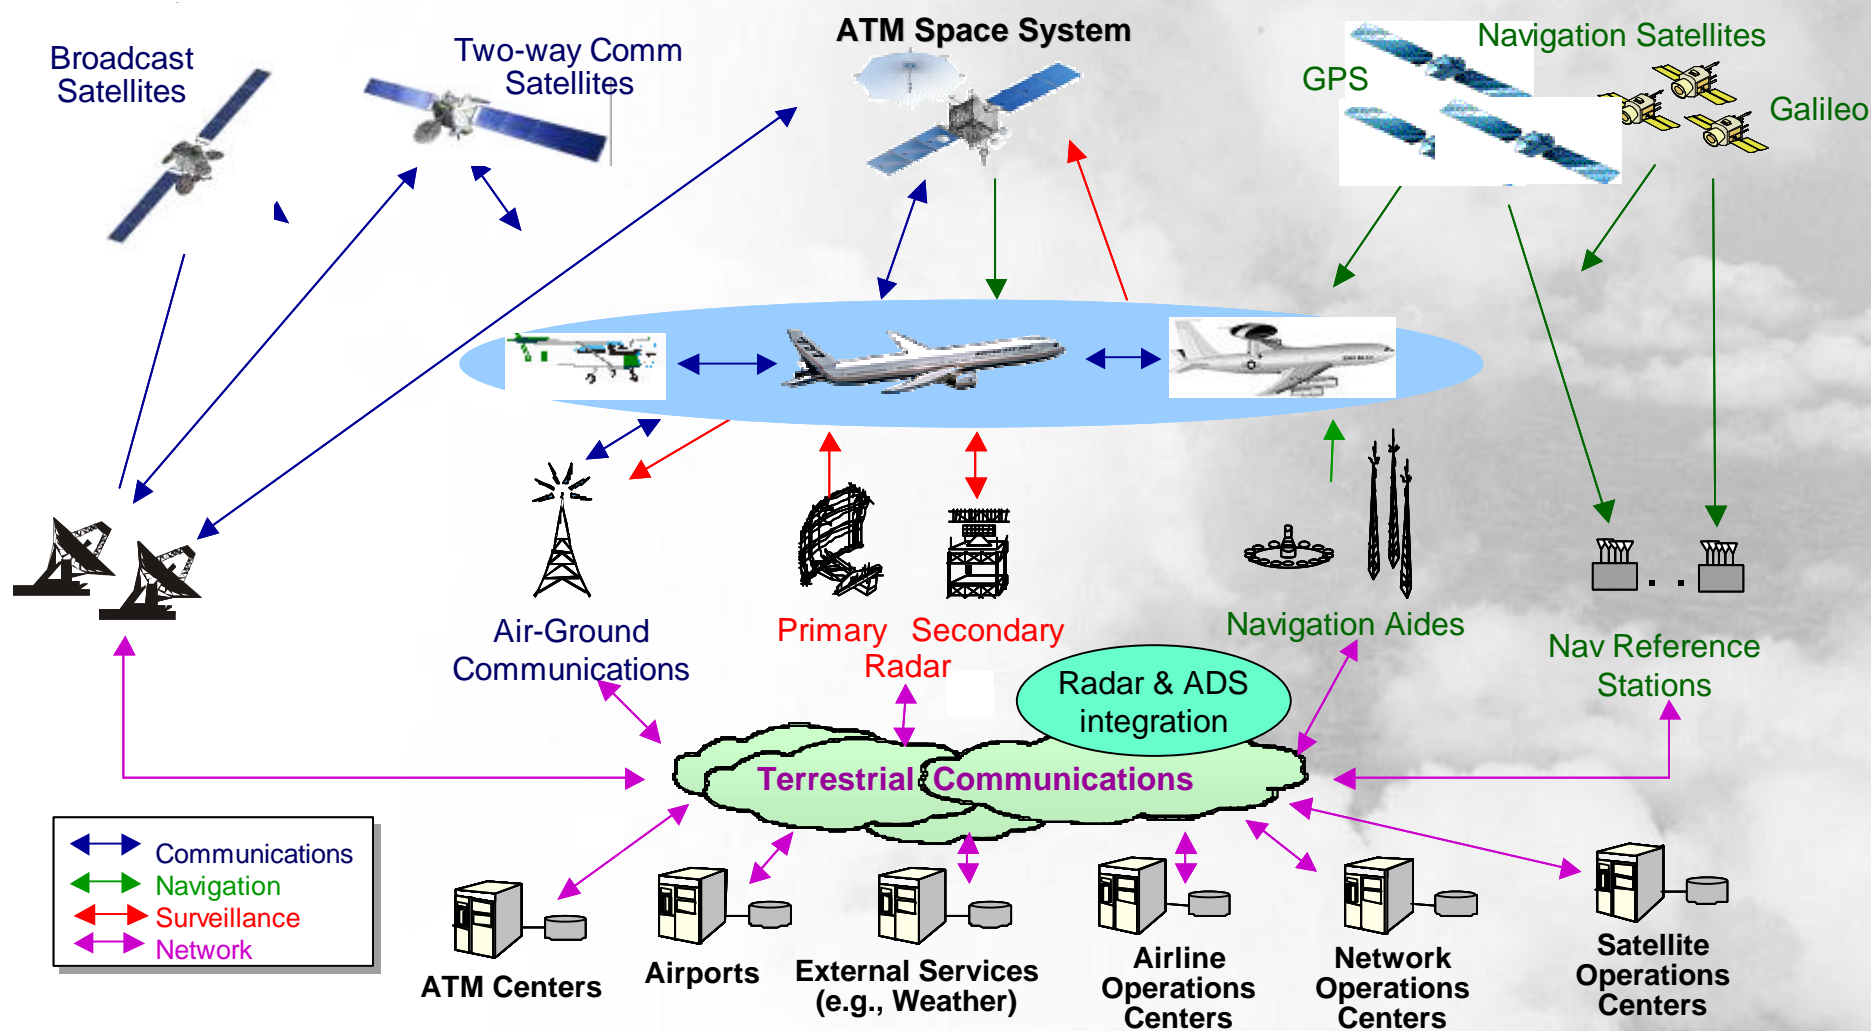 ATM Space System
Broadcast
Satellites
Two-way Comm
Satellites
Navigation Satellites
GPS
Galileo
Air-Ground
Communications
Primary Secondary
Radar
Navigation Aides
Nav Reference
Stations
Radar & ADS
integration
Terrestrial Communications
Communications
Navigation
Surveillance
Network
ATM Centers
Airports
External Services
(e.g., Weather)
Airline
Operations
Centers
Network
Operations
Centers
Satellite
Operations
Centers